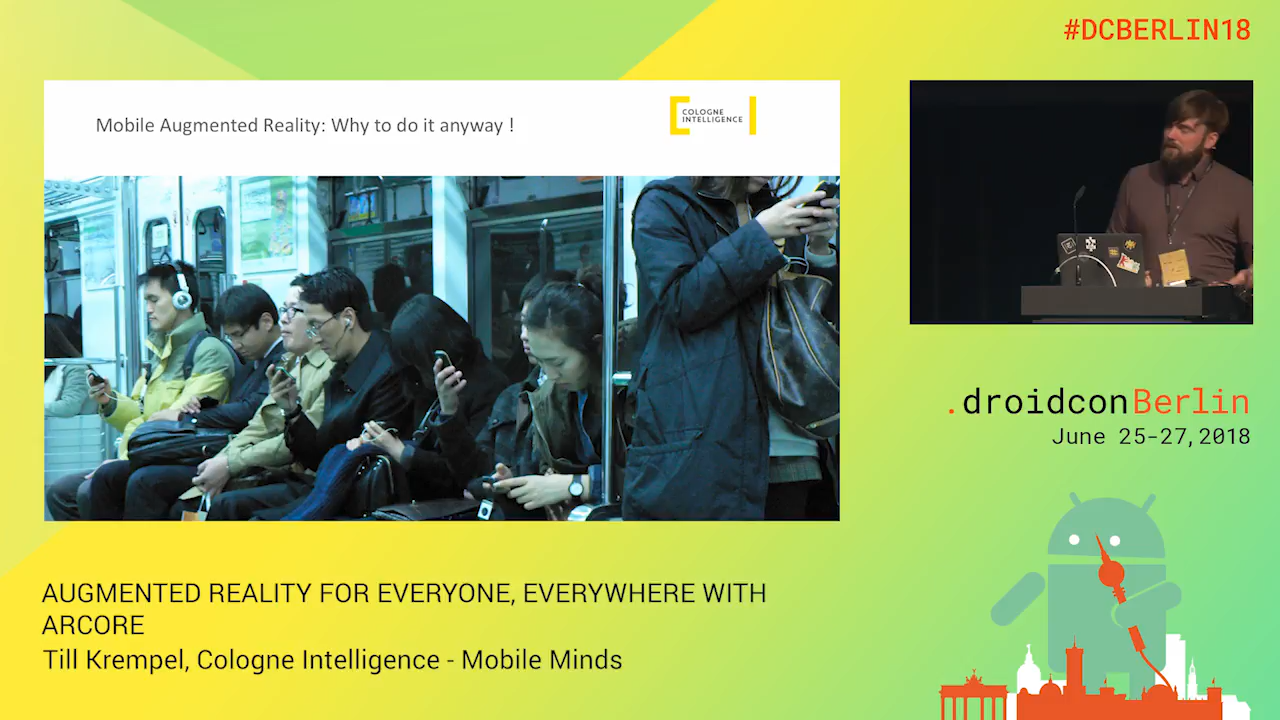 #DCBERLIN18
Mobile Augmented Reality: Why to do it anyway !
COLOGNE
INTELLIGENCE
.droidconBerlin
June 25-27, 2018
AUGMENTED REALITY FOR EVERYONE, EVERYWHERE WITH
ARCORE
Till Krempel, Cologne Intelligence - Mobile Minds